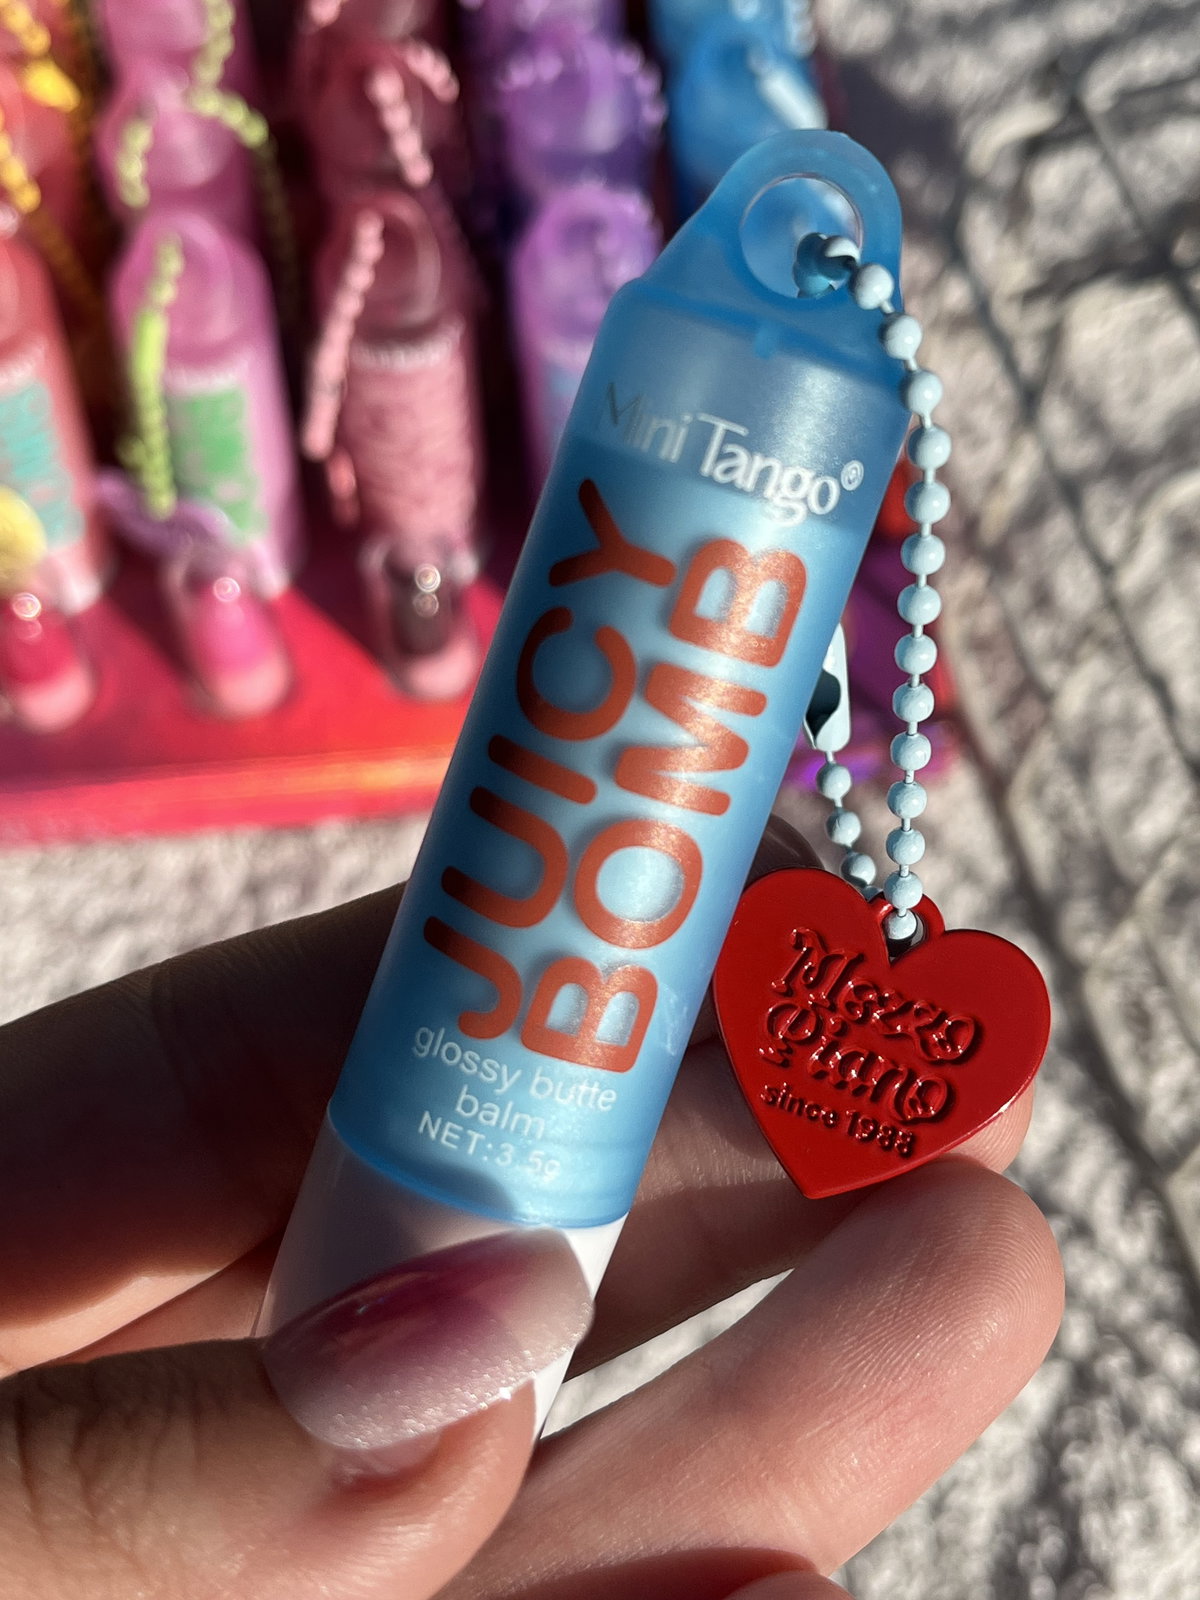 Mini Tango®
JUICY
BOMB
glossy butte
balm
NET:3.5g
Mezzo
Piano
since 1988